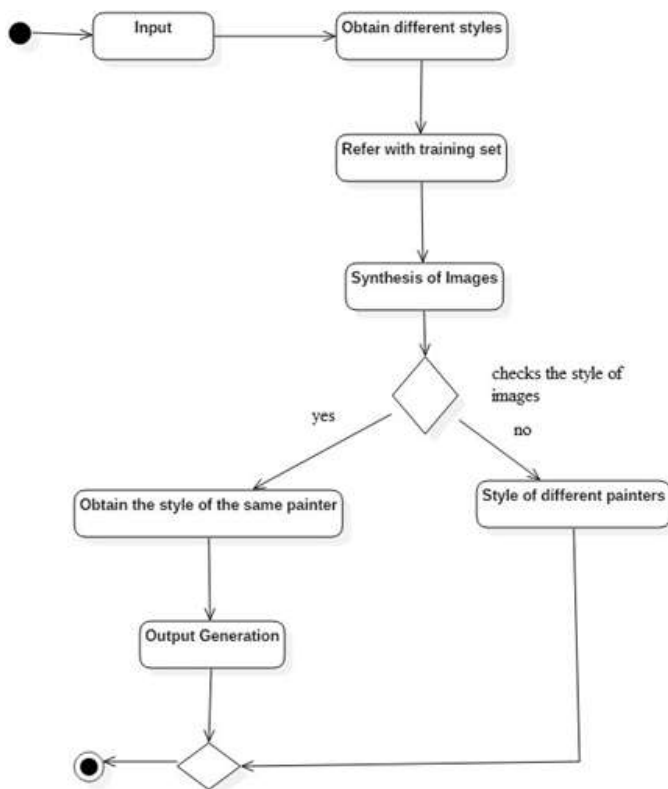 Input
Obtain different styles
Refer with training set
Synthesis of Images
checks the style of
images
yes
no
Obtain the style of the same painter
Style of different painters
Output Generation